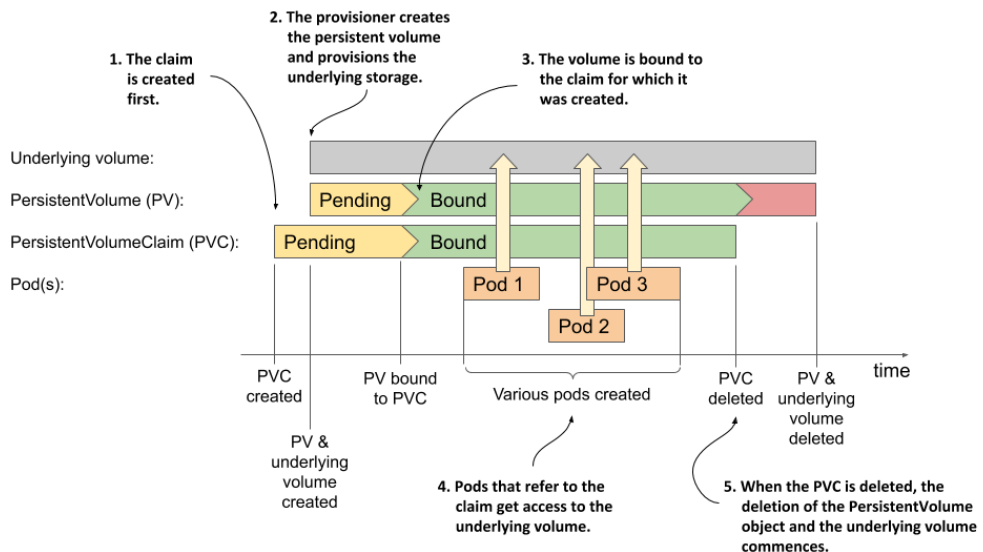 2. The provisioner creates
the persistent volume
and provisions the
underlying storage.
1. The claim
is created
first.
3. The volume is bound to
the claim for which it
was created.
Underlying volume:
PersistentVolume (PV):
Pending
Bound
PersistentVolumeClaim (PVC):
Pending
Bound
Pod(s):
Pod 1
Pod 3
Pod 2
time
PVC
created
PV bound
to PVC
Various pods created
PVC
deleted
PV &
underlying
volume
deleted
PV &
underlying
volume
created
4. Pods that refer to the
claim get access to the
underlying volume.
5. When the PVC is deleted, the
deletion of the PersistentVolume
object and the underlying volume
commences.